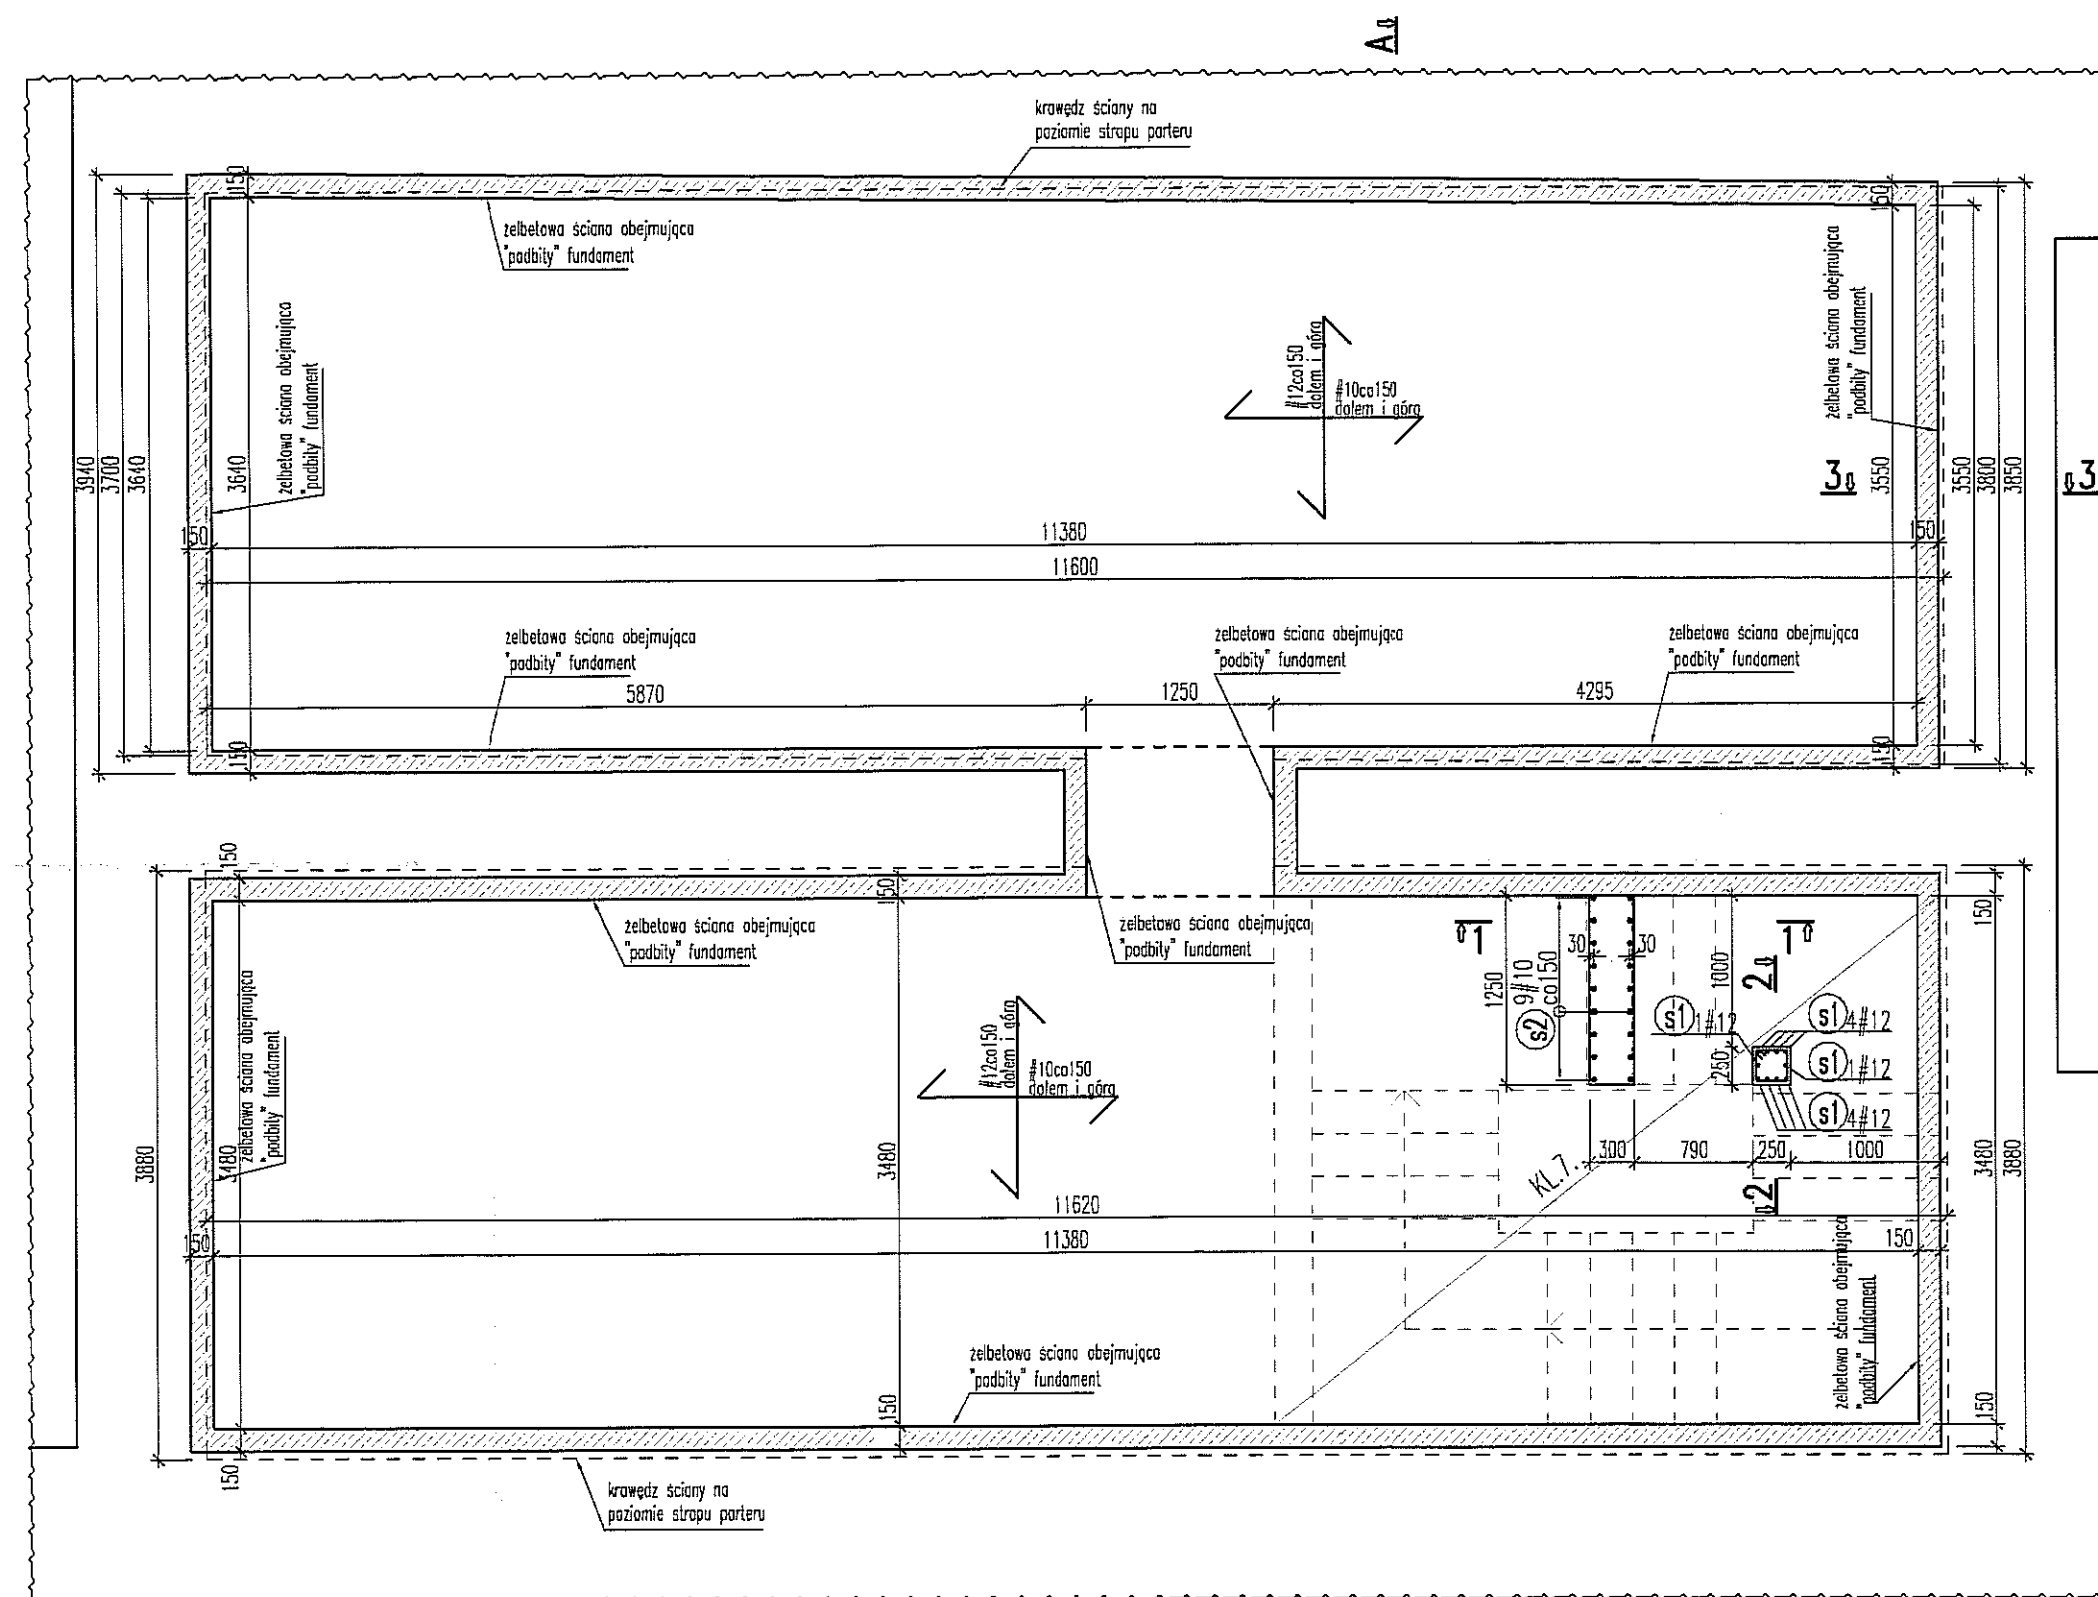 A
krawędz ściany na
poziomie stropu parteru
150
150
żelbetowa ściana obejmująca
"podbity" fundament
żelbetowa ściana obejmująca
"podbity" fundament
żelbetowa ściana obejmująca
"podbity" fundament
#12co150
dołem i górą
#10co150
dołem i górą
3940
3700
3640
3640
3
3550
3550
3800
3850
3
150
11380
150
11600
żelbetowa ściana obejmująca
"podbity" fundament
żelbetowa ściana obejmująca
"podbity" fundament
żelbetowa ściana obejmująca
"podbity" fundament
5870
1250
4295
150
150
150
150
150
żelbetowa ściana obejmująca
"podbity" fundament
żelbetowa ściana obejmująca
"podbity" fundament
1
1
30
30
1250
9#10
co150
s2
1000
2
s1
1#12
s1
4#12
s1
1#12
s1
4#12
250
żelbetowa ściana obejmująca
"podbity" fundament
#12co150
dołem i górą
#10co150
dołem i górą
3880
3480
3480
KL.7.
300
790
250
1000
3480
3880
2
11620
150
11380
150
żelbetowa ściana obejmująca
"podbity" fundament
żelbetowa ściana obejmująca
"podbity" fundament
150
150
150
krawędz ściany na
poziomie stropu parteru